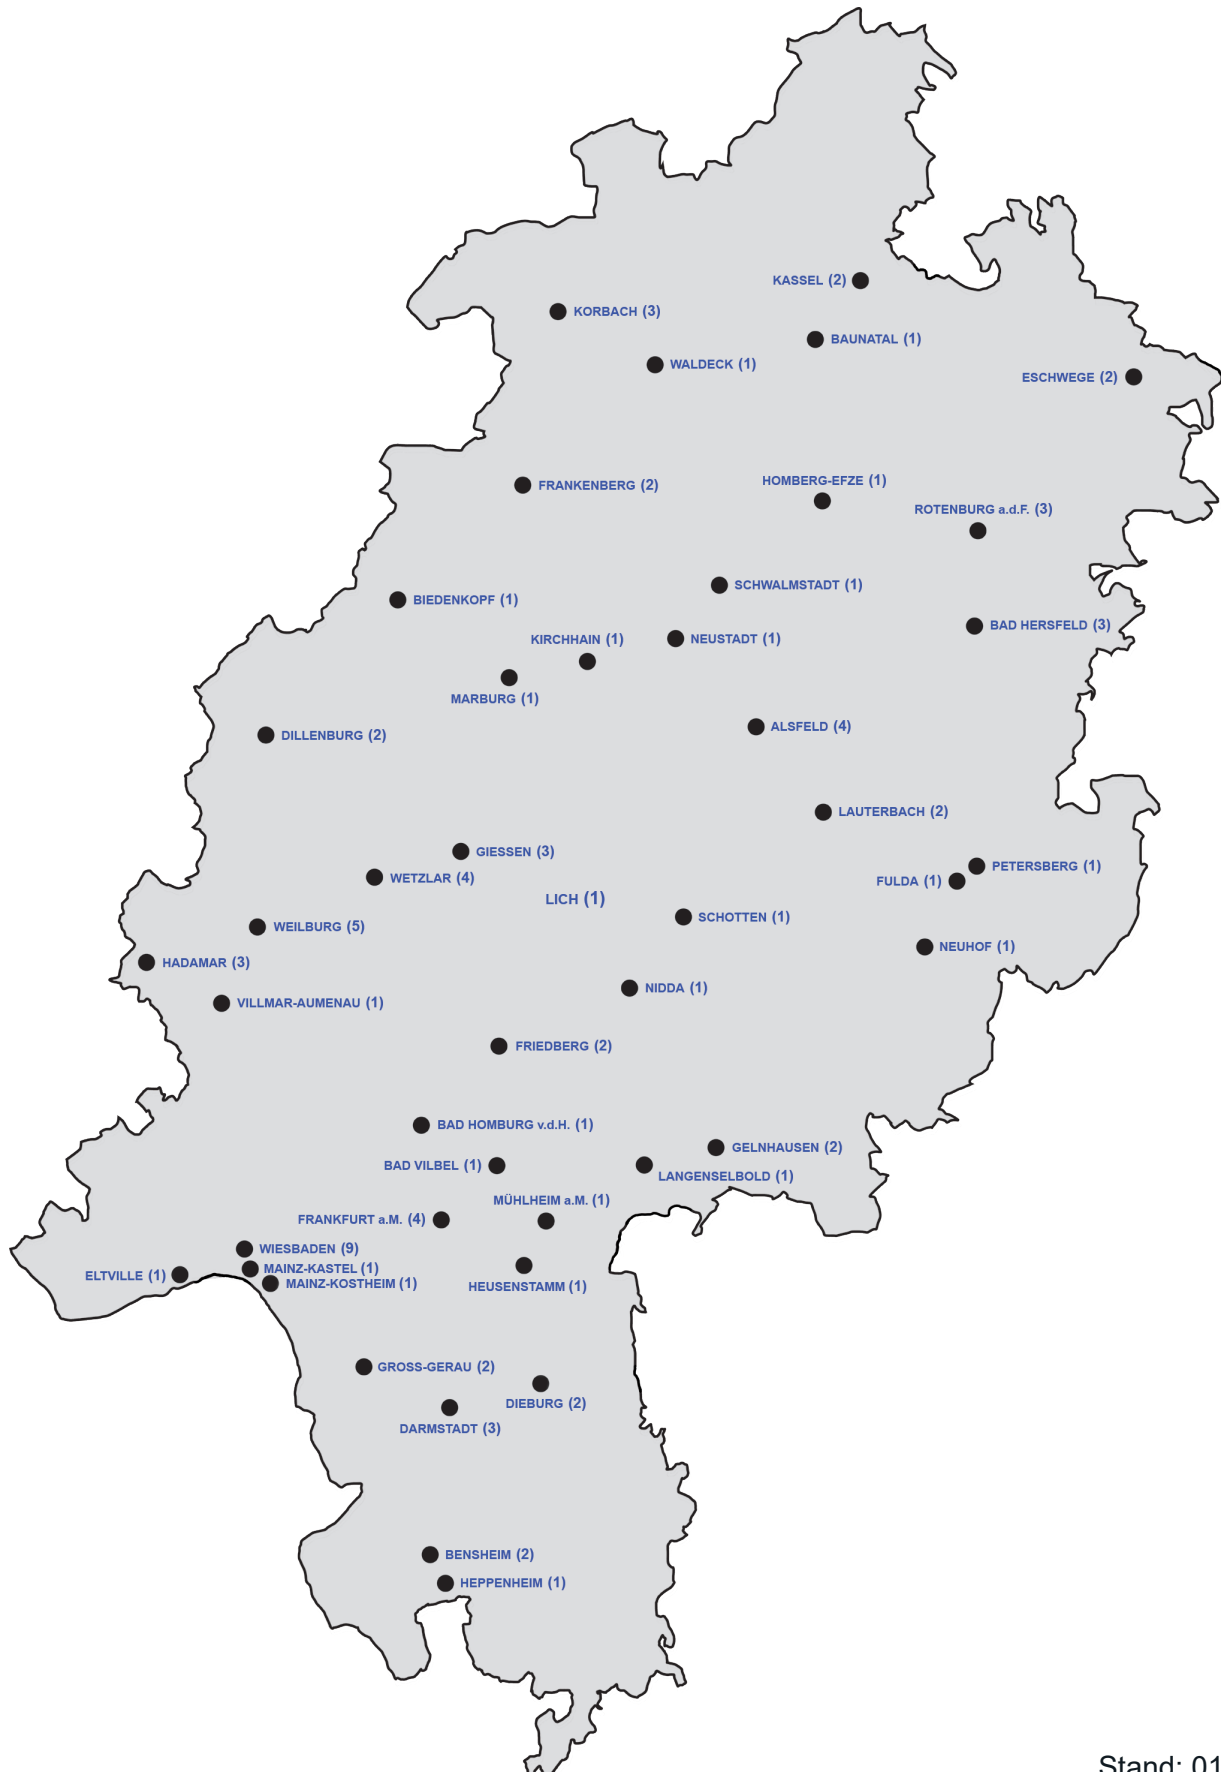 KASSEL (2)
KORBACH (3)
BAUNATAL (1)
WALDECK (1)
ESCHWEGE (2)
HOMBERG-EFZE (1)
FRANKENBERG (2)
ROTENBURG a.d.F. (3)
SCHWALMSTADT (1)
BIEDENKOPF (1)
BAD HERSFELD (3)
KIRCHHAIN (1)
NEUSTADT (1)
MARBURG (1)
ALSFELD (4)
DILLENBURG (2)
LAUTERBACH (2)
GIESSEN (3)
PETERSBERG (1)
WETZLAR (4)
FULDA (1)
LICH (1)
SCHOTTEN (1)
WEILBURG (5)
NEUHOF (1)
HADAMAR (3)
NIDDA (1)
VILLMAR-AUMENAU (1)
FRIEDBERG (2)
BAD HOMBURG v.d.H. (1)
GELNHAUSEN (2)
BAD VILBEL (1)
LANGENSELBOLD (1)
MÜHLHEIM a.M. (1)
FRANKFURT a.M. (4)
WIESBADEN (9)
MAINZ-KASTEL (1)
ELTVILLE (1)
MAINZ-KOSTHEIM (1)
HEUSENSTAMM (1)
GROSS-GERAU (2)
DIEBURG (2)
DARMSTADT (3)
BENSHEIM (2)
HEPPENHEIM (1)
Stand: 01